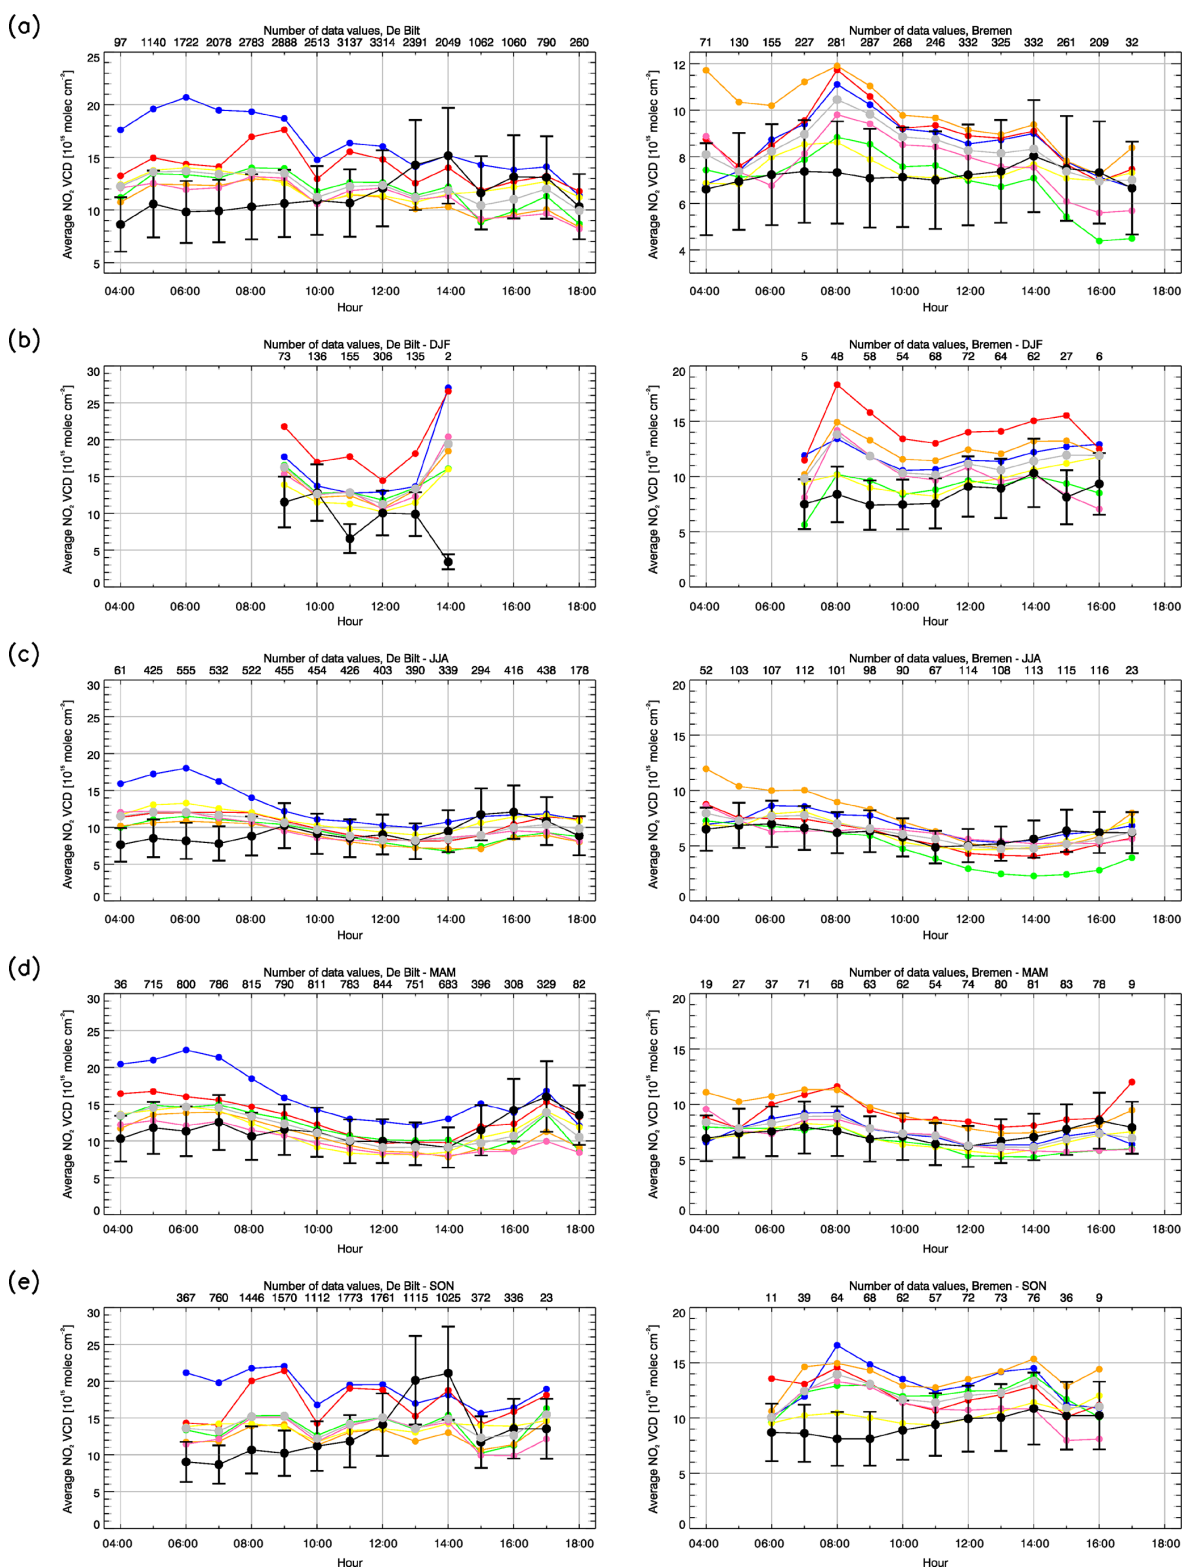 (a)
Number of data values, De Bilt
97 1140 1722 2078 2783 2888 2513 3137 3314 2391 2049 1062 1060 790 260
25
20
15
10
5
Average NO₂ VCD [10¹⁵ molec cm⁻²]
04:00 06:00 08:00 10:00 12:00 14:00 16:00 18:00
Hour
Number of data values, Bremen
71 130 155 227 281 287 268 246 332 325 332 261 209 32
12
10
8
6
4
Average NO₂ VCD [10¹⁵ molec cm⁻²]
04:00 06:00 08:00 10:00 12:00 14:00 16:00 18:00
Hour
(b)
Number of data values, De Bilt - DJF
73 136 155 306 135 2
30
25
20
15
10
5
0
Average NO₂ VCD [10¹⁵ molec cm⁻²]
04:00 06:00 08:00 10:00 12:00 14:00 16:00 18:00
Hour
Number of data values, Bremen - DJF
5 48 58 54 68 72 64 62 27 6
20
15
10
5
0
Average NO₂ VCD [10¹⁵ molec cm⁻²]
04:00 06:00 08:00 10:00 12:00 14:00 16:00 18:00
Hour
(c)
Number of data values, De Bilt - JJA
61 425 555 532 522 455 454 426 403 390 339 294 416 438 178
30
25
20
15
10
5
0
Average NO₂ VCD [10¹⁵ molec cm⁻²]
04:00 06:00 08:00 10:00 12:00 14:00 16:00 18:00
Hour
Number of data values, Bremen - JJA
52 103 107 112 101 98 90 67 114 108 113 115 116 23
20
15
10
5
0
Average NO₂ VCD [10¹⁵ molec cm⁻²]
04:00 06:00 08:00 10:00 12:00 14:00 16:00 18:00
Hour
(d)
Number of data values, De Bilt - MAM
36 715 800 786 815 790 811 783 844 751 683 396 308 329 82
30
25
20
15
10
5
0
Average NO₂ VCD [10¹⁵ molec cm⁻²]
04:00 06:00 08:00 10:00 12:00 14:00 16:00 18:00
Hour
Number of data values, Bremen - MAM
19 27 37 71 68 63 62 54 74 80 81 83 78 9
20
15
10
5
0
Average NO₂ VCD [10¹⁵ molec cm⁻²]
04:00 06:00 08:00 10:00 12:00 14:00 16:00 18:00
Hour
(e)
Number of data values, De Bilt - SON
367 760 1446 1570 1112 1773 1761 1115 1025 372 336 23
30
25
20
15
10
5
0
Average NO₂ VCD [10¹⁵ molec cm⁻²]
04:00 06:00 08:00 10:00 12:00 14:00 16:00 18:00
Hour
Number of data values, Bremen - SON
11 39 64 68 62 57 72 73 76 36 9
20
15
10
5
0
Average NO₂ VCD [10¹⁵ molec cm⁻²]
04:00 06:00 08:00 10:00 12:00 14:00 16:00 18:00
Hour